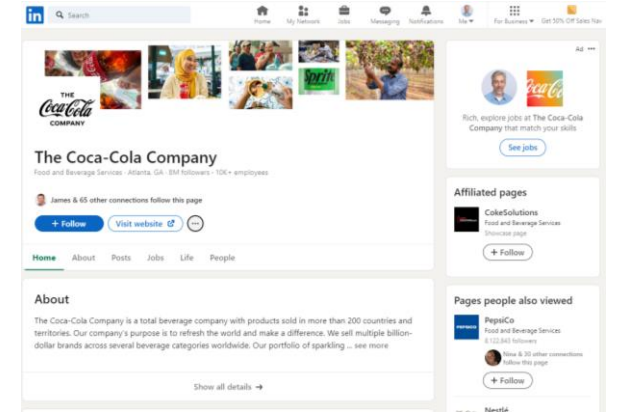 in
Search
Home
My Network
Jobs
Messaging
Notifications
Me
For Business
Get 50% Off Sales Nav
Sprite
THE
Coca-Cola
COMPANY
The Coca-Cola Company
Food and Beverage Services · Atlanta, GA · 8M followers · 10K+ employees
James & 65 other connections follow this page
+ Follow
Visit website
Home
About
Posts
Jobs
Life
People
About
The Coca-Cola Company is a total beverage company with products sold in more than 200 countries and
territories. Our company's purpose is to refresh the world and make a difference. We sell multiple billion-
dollar brands across several beverage categories worldwide. Our portfolio of sparkling ... see more
Show all details →
Ad ···
Coca-Co
Rich, explore jobs at The Coca-Cola
Company that match your skills
See jobs
Affiliated pages
CokeSolutions
Food and Beverage Services
Showcase page
+ Follow
Pages people also viewed
PEPSICO
PepsiCo
Food and Beverage Services
8,122,843 followers
Nina & 30 other connections
follow this page
+ Follow
Nestlé